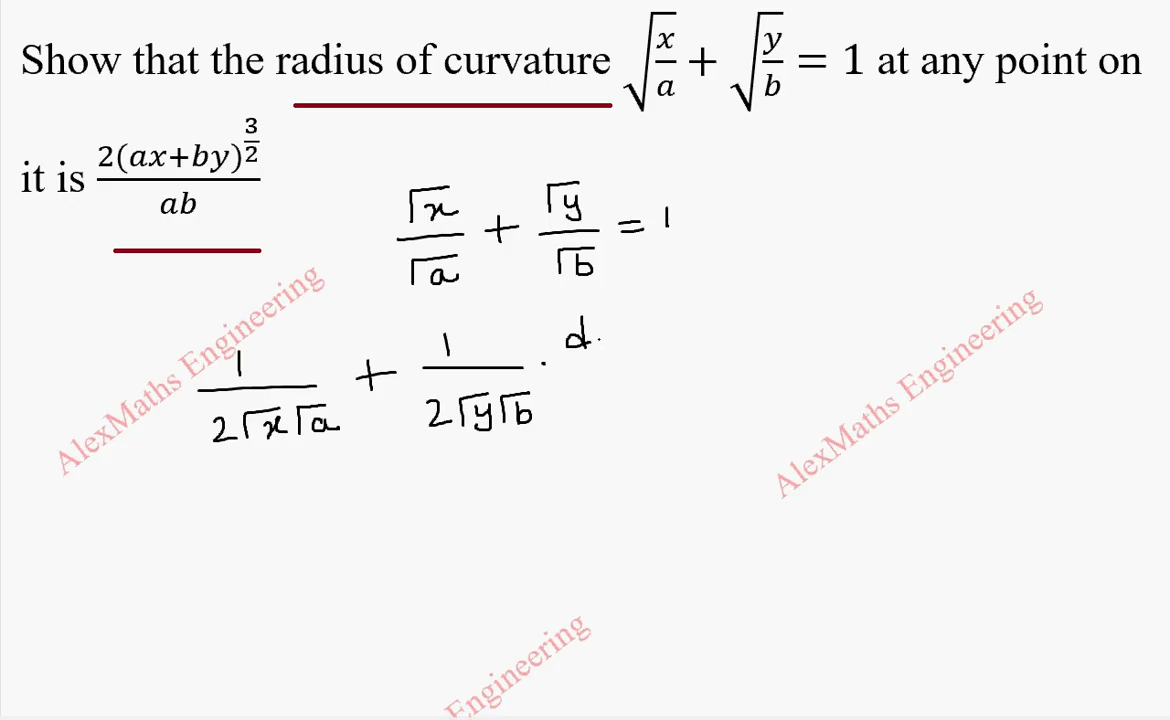 Show that the radius of curvature √(x/a) + √(y/b) = 1 at any point on
it is 2(ax+by)^(3/2) / ab
√x/√a + √y/√b = 1
1/(2√x√a) + 1/(2√y√b) · d.
AlexMaths Engineering
AlexMaths Engineering
Engineering